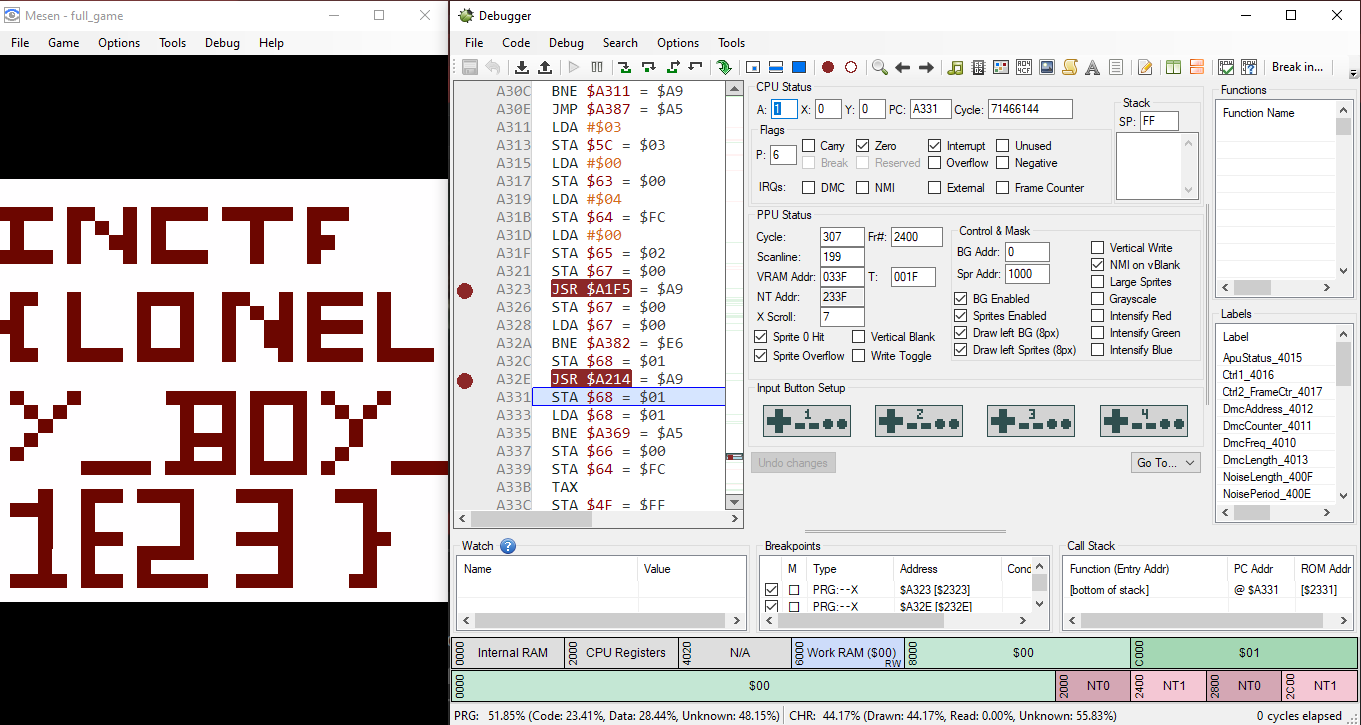 Mesen - full_game
File Game Options Tools Debug Help
INCTF
{LONEL
Y_BOY_
1E23}
Debugger
File Code Debug Search Options Tools
Break in...
A30C BNE $A311 = $A9
A30E JMP $A387 = $A5
A311 LDA #$03
A313 STA $5C = $03
A315 LDA #$00
A317 STA $63 = $00
A319 LDA #$04
A31B STA $64 = $FC
A31D LDA #$00
A31F STA $65 = $02
A321 STA $67 = $00
A323 JSR $A1F5 = $A9
A326 STA $67 = $00
A328 LDA $67 = $00
A32A BNE $A382 = $E6
A32C STA $68 = $01
A32E JSR $A214 = $A9
A331 STA $68 = $01
A333 LDA $68 = $01
A335 BNE $A369 = $A5
A337 STA $66 = $00
A339 STA $64 = $FC
A33B TAX
A33C STA $4F = $FF
CPU Status
A: 1 X: 0 Y: 0 PC: A331 Cycle: 71466144
Flags
P: 6
Carry Zero Interrupt Unused
Break Reserved Overflow Negative
IRQs: DMC NMI External Frame Counter
Stack
SP: FF
PPU Status
Cycle: 307 Fr#: 2400
Scanline: 199
VRAM Addr: 033F T: 001F
NT Addr: 233F
X Scroll: 7
Sprite 0 Hit Vertical Blank
Sprite Overflow Write Toggle
Control & Mask
BG Addr: 0
Spr Addr: 1000
BG Enabled
Sprites Enabled
Draw left BG (8px)
Draw left Sprites (8px)
Vertical Write
NMI on vBlank
Large Sprites
Grayscale
Intensify Red
Intensify Green
Intensify Blue
Input Button Setup
1 2 3 4
Undo changes
Go To...
Functions
Function Name
Labels
Label
ApuStatus_4015
Ctrl1_4016
Ctrl2_FrameCtr_4017
DmcAddress_4012
DmcCounter_4011
DmcFreq_4010
DmcLength_4013
NoiseLength_400F
NoisePeriod_400E
Watch ?
Name Value
Breakpoints
M Type Address Cond
PRG:--X $A323 [$2323]
PRG:--X $A32E [$232E]
Call Stack
Function (Entry Addr) PC Addr ROM Addr
[bottom of stack] @ $A331 [$2331]
0000 Internal RAM 2000 CPU Registers 4020 N/A 6000 Work RAM ($00) RW 8000 $00 C000 $01
0000 $00 2000 NT0 2400 NT1 2800 NT0 2C00 NT1
PRG: 51.85% (Code: 23.41%, Data: 28.44%, Unknown: 48.15%) CHR: 44.17% (Drawn: 44.17%, Read: 0.00%, Unknown: 55.83%) 0 cycles elapsed